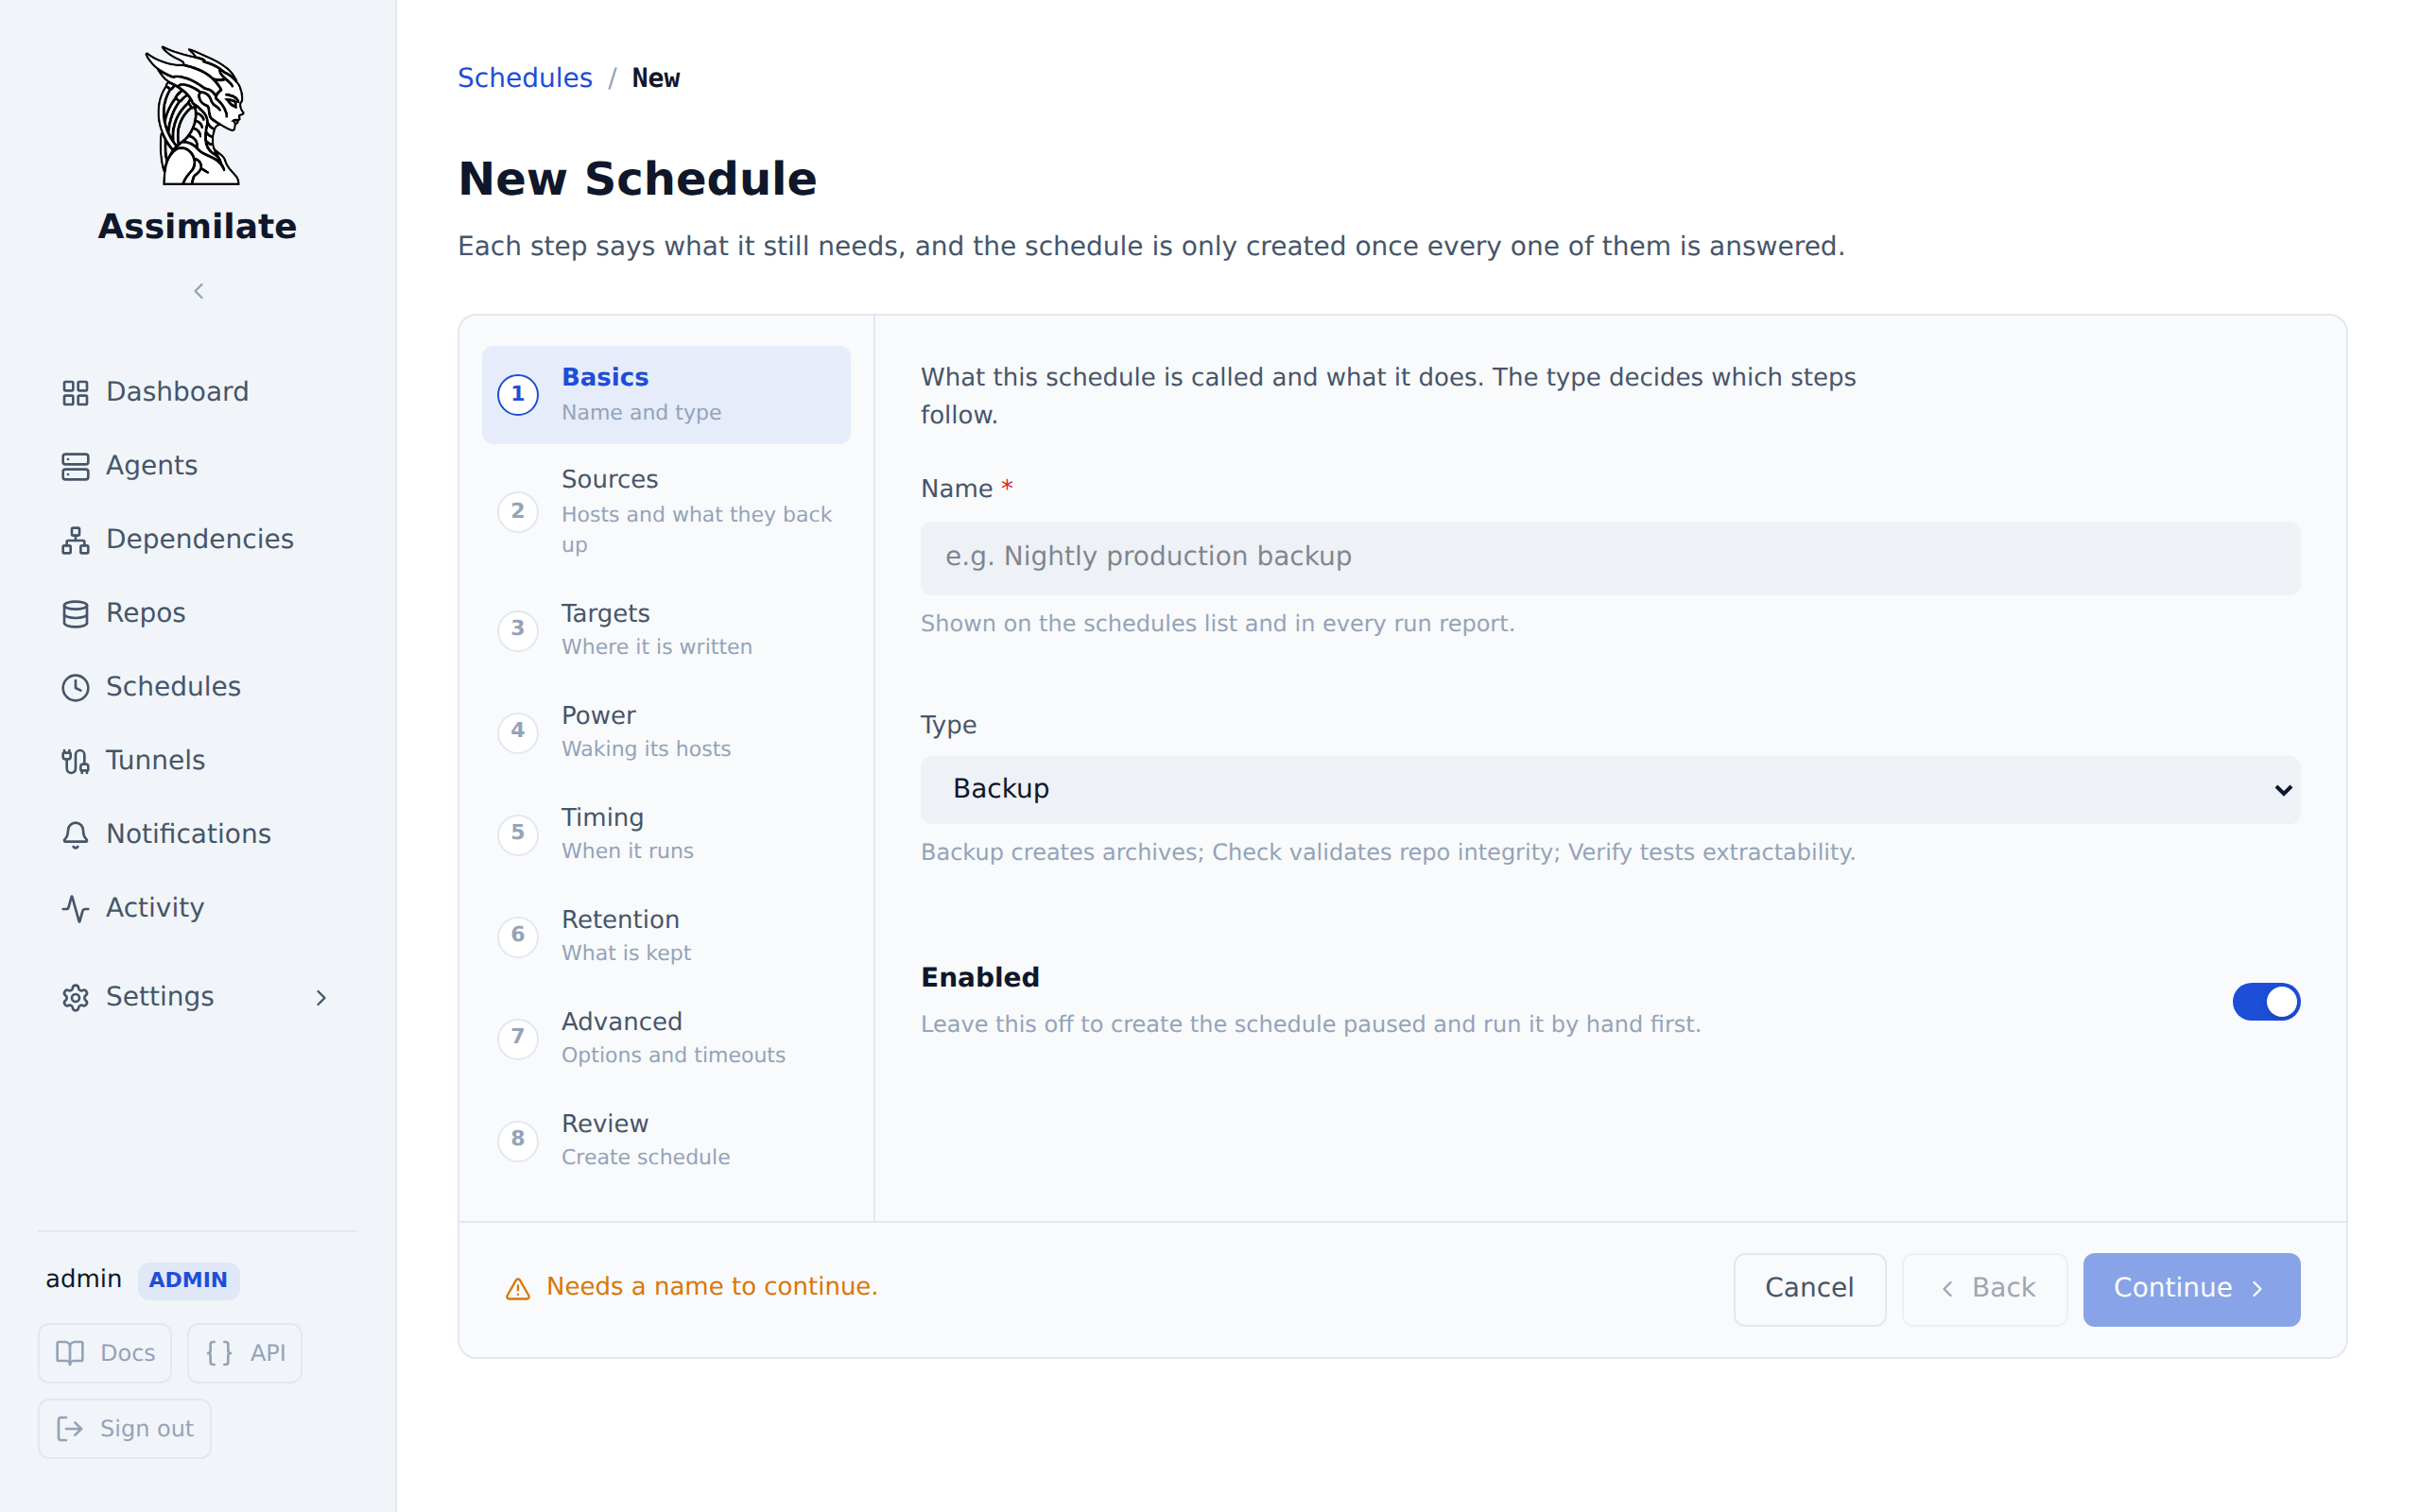 Assimilate
Dashboard
Agents
Dependencies
Repos
Schedules
Tunnels
Notifications
Activity
Settings
admin ADMIN
Docs
API
Sign out
Schedules / New
New Schedule
Each step says what it still needs, and the schedule is only created once every one of them is answered.
1 Basics
Name and type
2 Sources
Hosts and what they back
up
3 Targets
Where it is written
4 Power
Waking its hosts
5 Timing
When it runs
6 Retention
What is kept
7 Advanced
Options and timeouts
8 Review
Create schedule
What this schedule is called and what it does. The type decides which steps
follow.
Name *
e.g. Nightly production backup
Shown on the schedules list and in every run report.
Type
Backup
Backup creates archives; Check validates repo integrity; Verify tests extractability.
Enabled
Leave this off to create the schedule paused and run it by hand first.
Needs a name to continue.
Cancel
Back
Continue